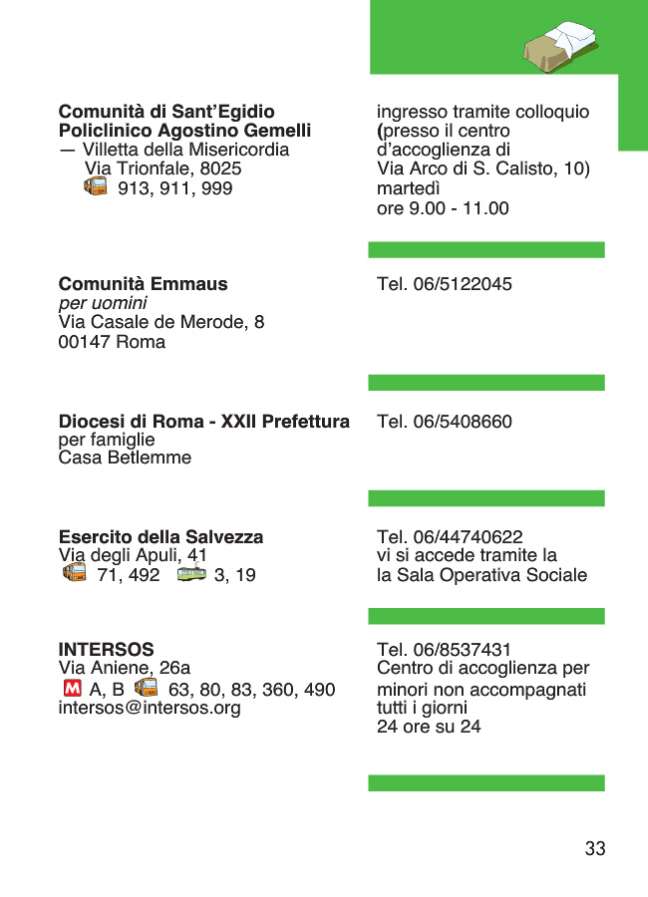 Comunità di Sant'Egidio
Policlinico Agostino Gemelli
— Villetta della Misericordia
Via Trionfale, 8025
913, 911, 999
ingresso tramite colloquio
(presso il centro
d'accoglienza di
Via Arco di S. Calisto, 10)
martedì
ore 9.00 - 11.00
Comunità Emmaus
per uomini
Via Casale de Merode, 8
00147 Roma
Tel. 06/5122045
Diocesi di Roma - XXII Prefettura
per famiglie
Casa Betlemme
Tel. 06/5408660
Esercito della Salvezza
Via degli Apuli, 41
71, 492 3, 19
Tel. 06/44740622
vi si accede tramite la
la Sala Operativa Sociale
INTERSOS
Via Aniene, 26a
M A, B 63, 80, 83, 360, 490
intersos@intersos.org
Tel. 06/8537431
Centro di accoglienza per
minori non accompagnati
tutti i giorni
24 ore su 24
33